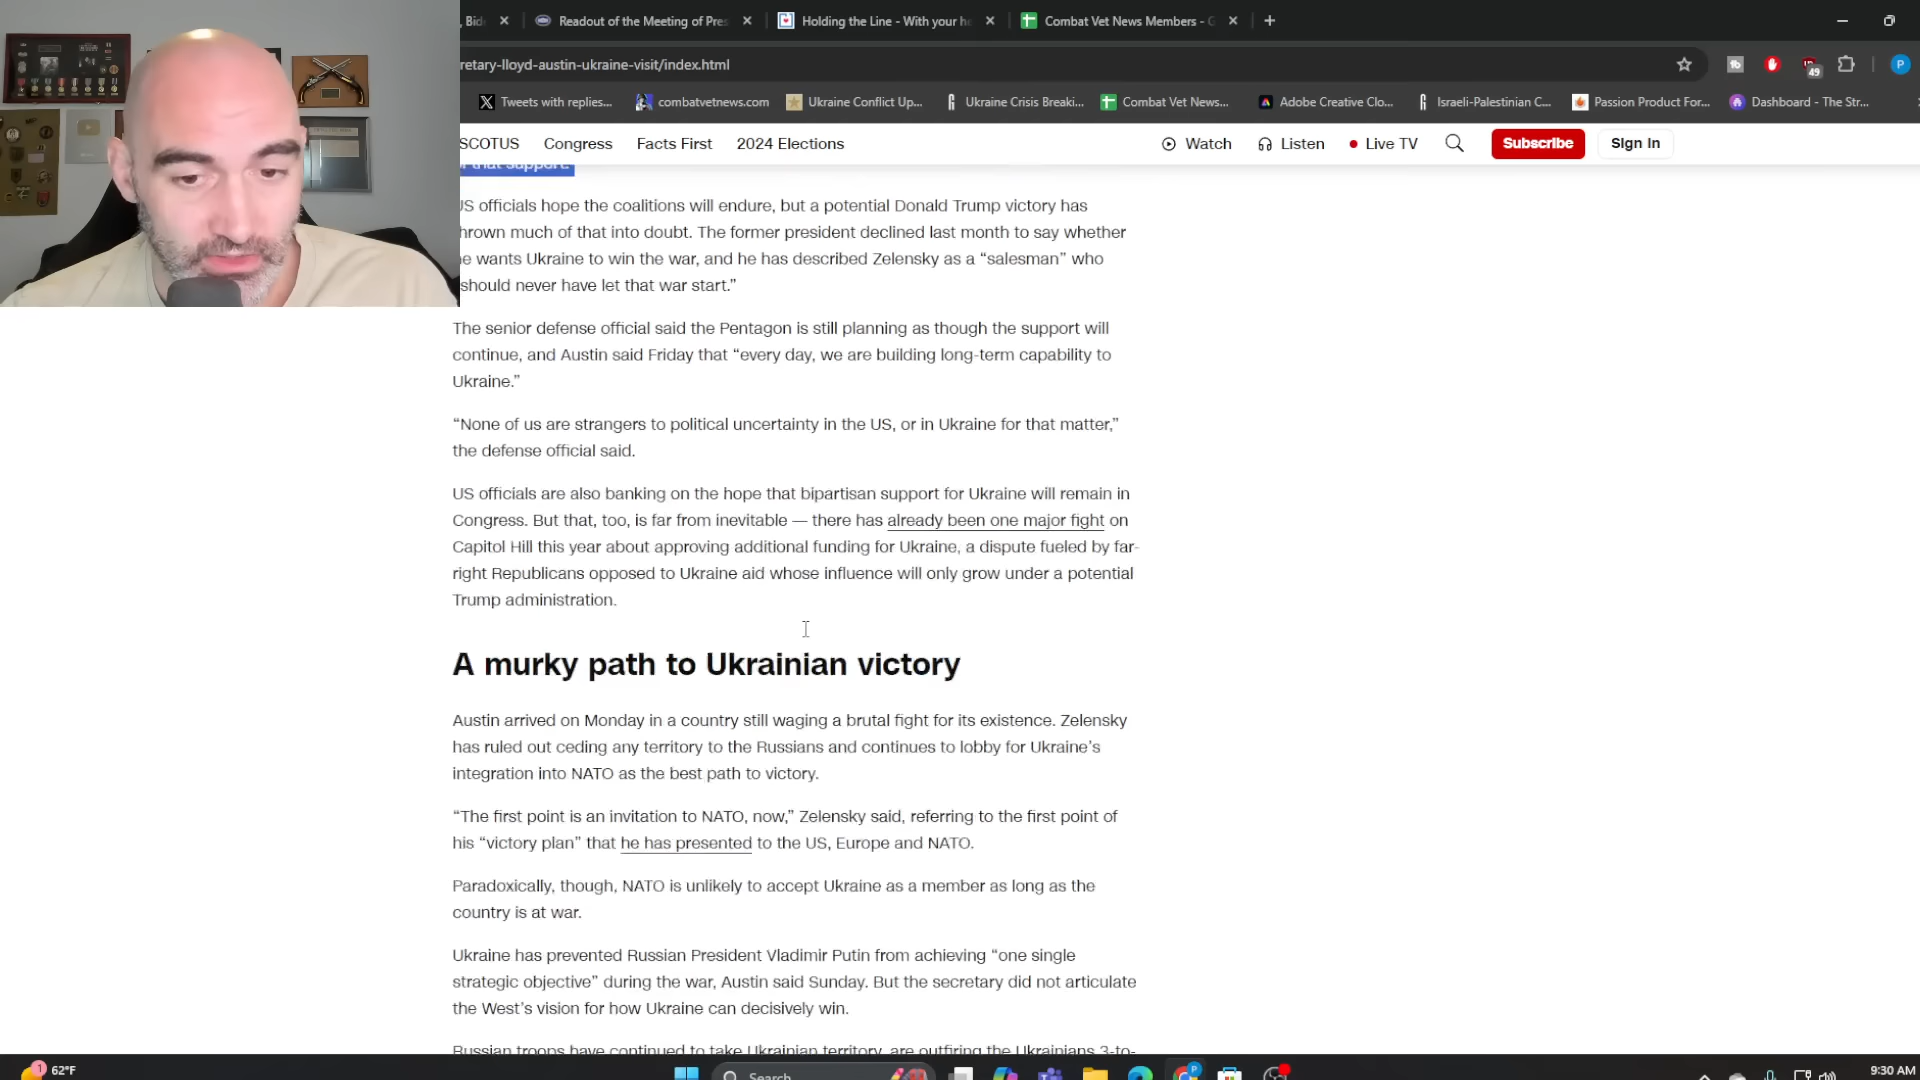 , Bid
Readout of the Meeting of Pres
Holding the Line - With your he
Combat Vet News Members - G
retary-lloyd-austin-ukraine-visit/index.html
49
P
Tweets with replies...
combatvetnews.com
Ukraine Conflict Up...
Ukraine Crisis Breaki...
Combat Vet News...
Adobe Creative Clo...
Israeli-Palestinian C...
Passion Product For...
Dashboard - The Str...
SCOTUS
Congress
Facts First
2024 Elections
Watch
Listen
Live TV
Subscribe
Sign In
of that support.
US officials hope the coalitions will endure, but a potential Donald Trump victory has
thrown much of that into doubt. The former president declined last month to say whether
he wants Ukraine to win the war, and he has described Zelensky as a “salesman” who
should never have let that war start.”
The senior defense official said the Pentagon is still planning as though the support will
continue, and Austin said Friday that “every day, we are building long-term capability to
Ukraine.”
“None of us are strangers to political uncertainty in the US, or in Ukraine for that matter,”
the defense official said.
US officials are also banking on the hope that bipartisan support for Ukraine will remain in
Congress. But that, too, is far from inevitable — there has already been one major fight on
Capitol Hill this year about approving additional funding for Ukraine, a dispute fueled by far-
right Republicans opposed to Ukraine aid whose influence will only grow under a potential
Trump administration.
A murky path to Ukrainian victory
Austin arrived on Monday in a country still waging a brutal fight for its existence. Zelensky
has ruled out ceding any territory to the Russians and continues to lobby for Ukraine’s
integration into NATO as the best path to victory.
“The first point is an invitation to NATO, now,” Zelensky said, referring to the first point of
his “victory plan” that he has presented to the US, Europe and NATO.
Paradoxically, though, NATO is unlikely to accept Ukraine as a member as long as the
country is at war.
Ukraine has prevented Russian President Vladimir Putin from achieving “one single
strategic objective” during the war, Austin said Sunday. But the secretary did not articulate
the West’s vision for how Ukraine can decisively win.
Russian troops have continued to take Ukrainian territory, are outfiring the Ukrainians 3-to-
1
62°F
Search
9:30 AM